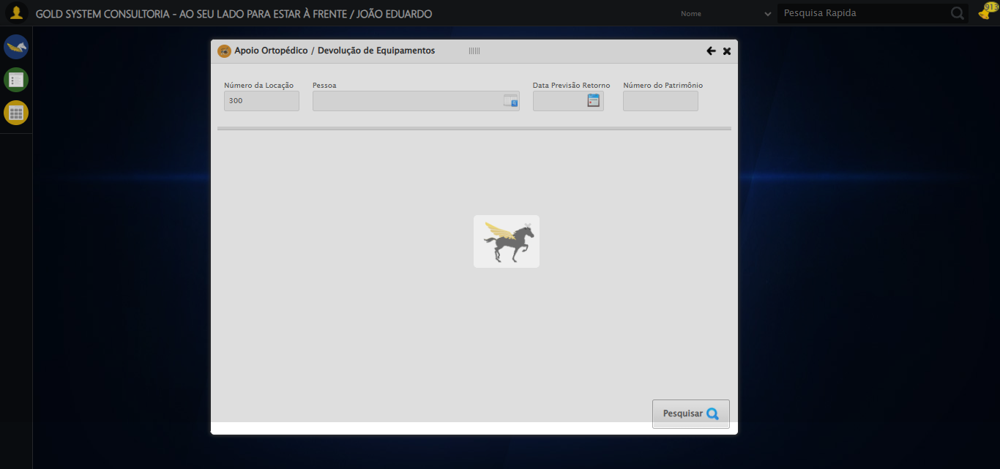 GOLD SYSTEM CONSULTORIA - AO SEU LADO PARA ESTAR À FRENTE / JOÃO EDUARDO
Nome
Pesquisa Rapida
913
Apoio Ortopédico / Devolução de Equipamentos
Número da Locação
Pessoa
Data Previsão Retorno
Número do Patrimônio
300
Pesquisar